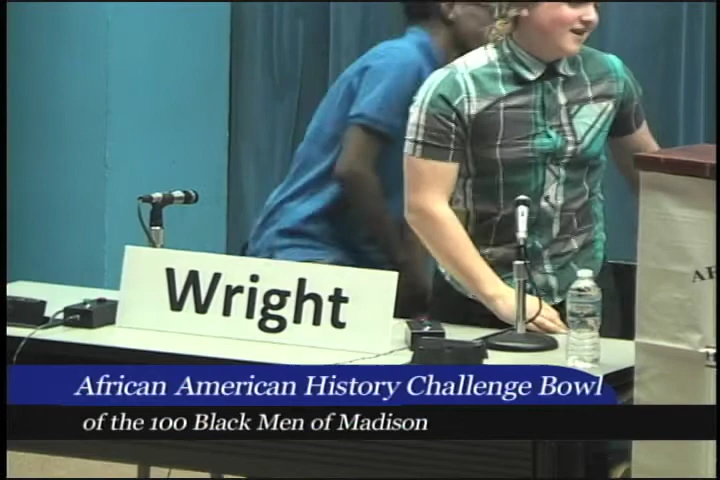 Wright
African American History Challenge Bowl
of the 100 Black Men of Madison